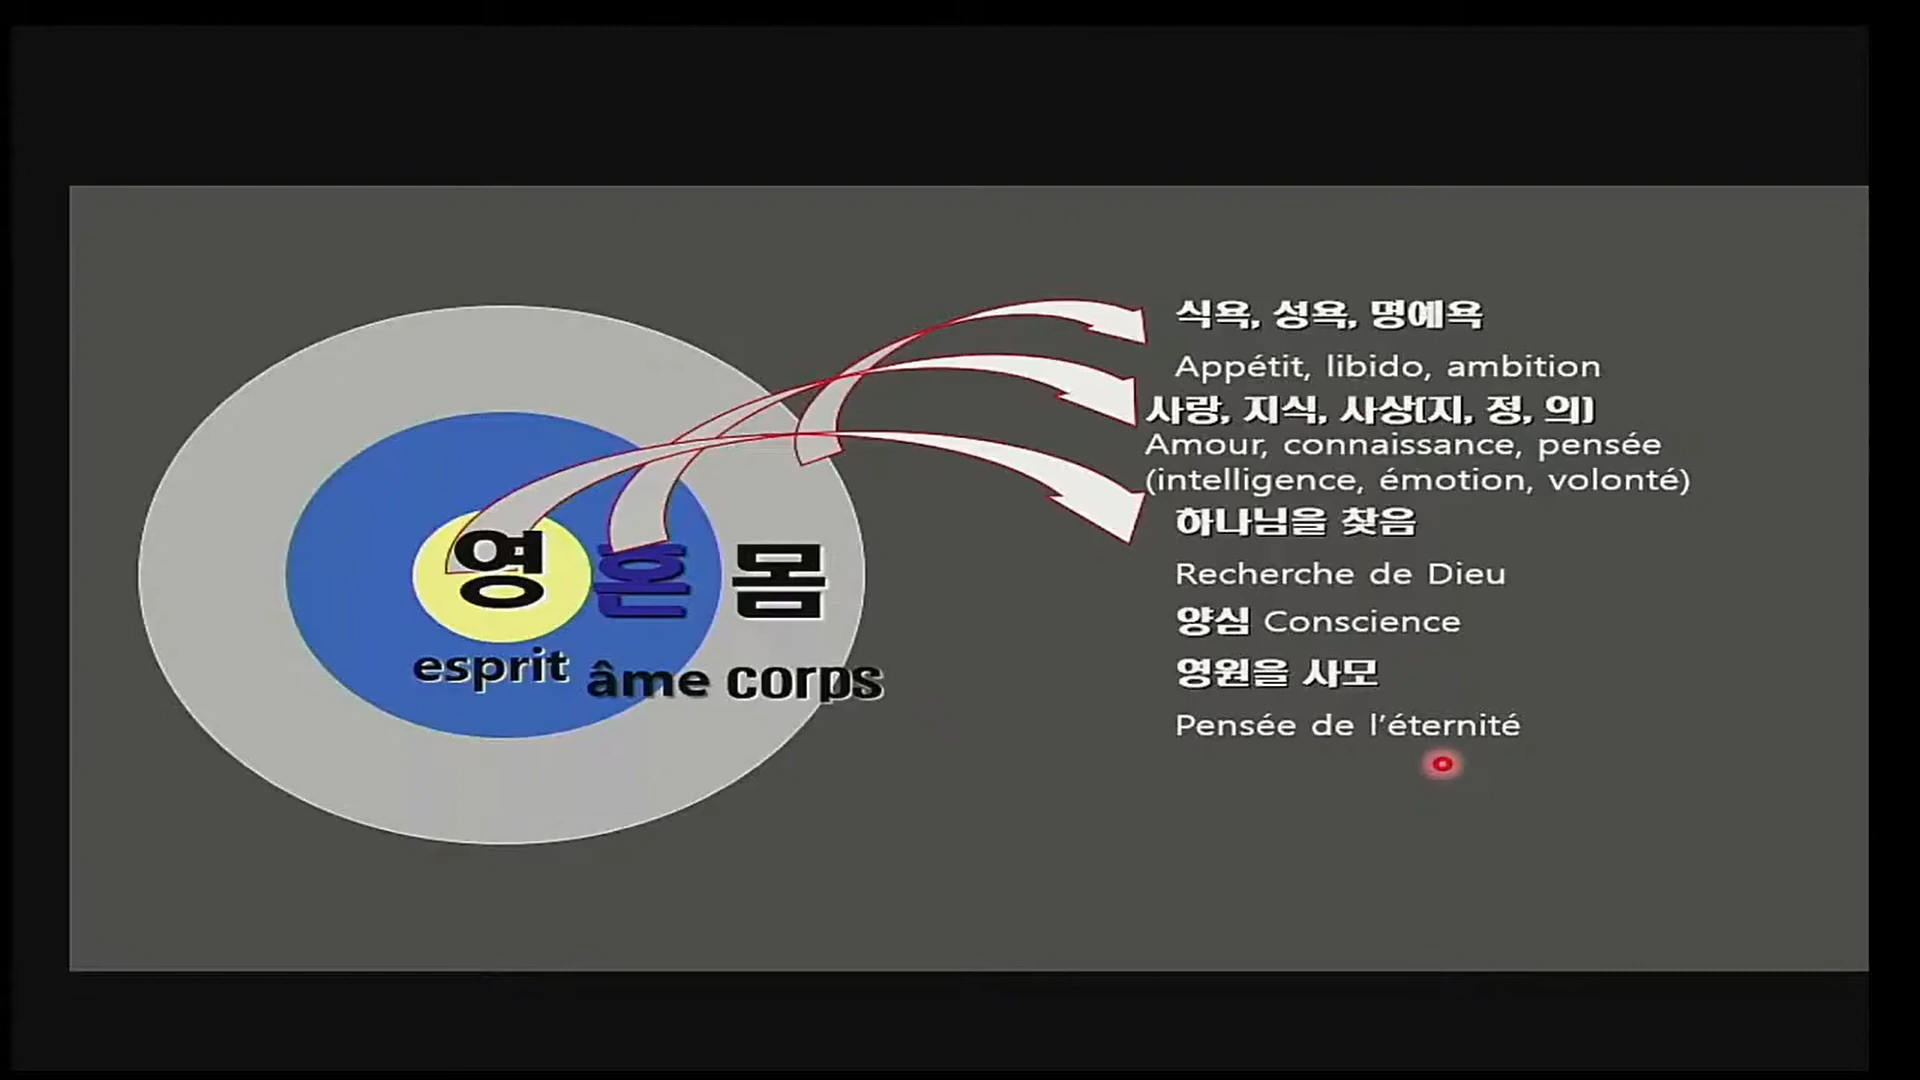 영 혼 몸
esprit âme corps
식욕, 성욕, 명예욕
Appétit, libido, ambition
사랑, 지식, 사상(지, 정, 의)
Amour, connaissance, pensée
(intelligence, émotion, volonté)
하나님을 찾음
Recherche de Dieu
양심 Conscience
영원을 사모
Pensée de l’éternité